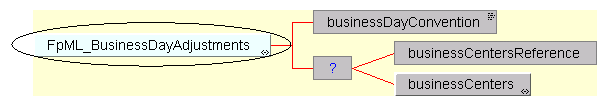 businessDayConvention
FpML_BusinessDayAdjustments
?
businessCentersReference
businessCenters